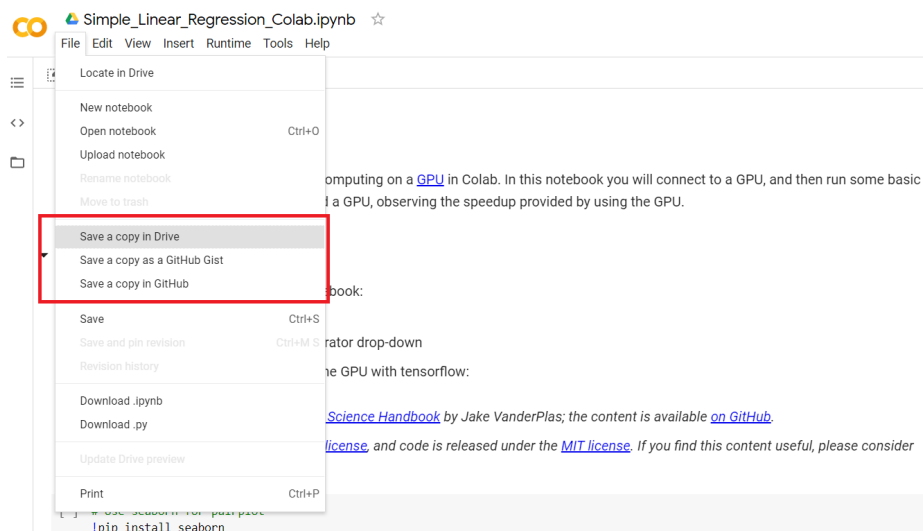 Simple_Linear_Regression_Colab.ipynb
File Edit View Insert Runtime Tools Help
Locate in Drive
New notebook
Open notebook Ctrl+O
Upload notebook
Rename notebook
Move to trash
Save a copy in Drive
Save a copy as a GitHub Gist
Save a copy in GitHub
Save Ctrl+S
Save and pin revision Ctrl+M S
Revision history
Download .ipynb
Download .py
Update Drive preview
Print Ctrl+P
omputing on a GPU in Colab. In this notebook you will connect to a GPU, and then run some basic
a GPU, observing the speedup provided by using the GPU.
book:
rator drop-down
he GPU with tensorflow:
Science Handbook by Jake VanderPlas; the content is available on GitHub.
license, and code is released under the MIT license. If you find this content useful, please consider
[ ] # Use seaborn for pairplot
!pip install seaborn